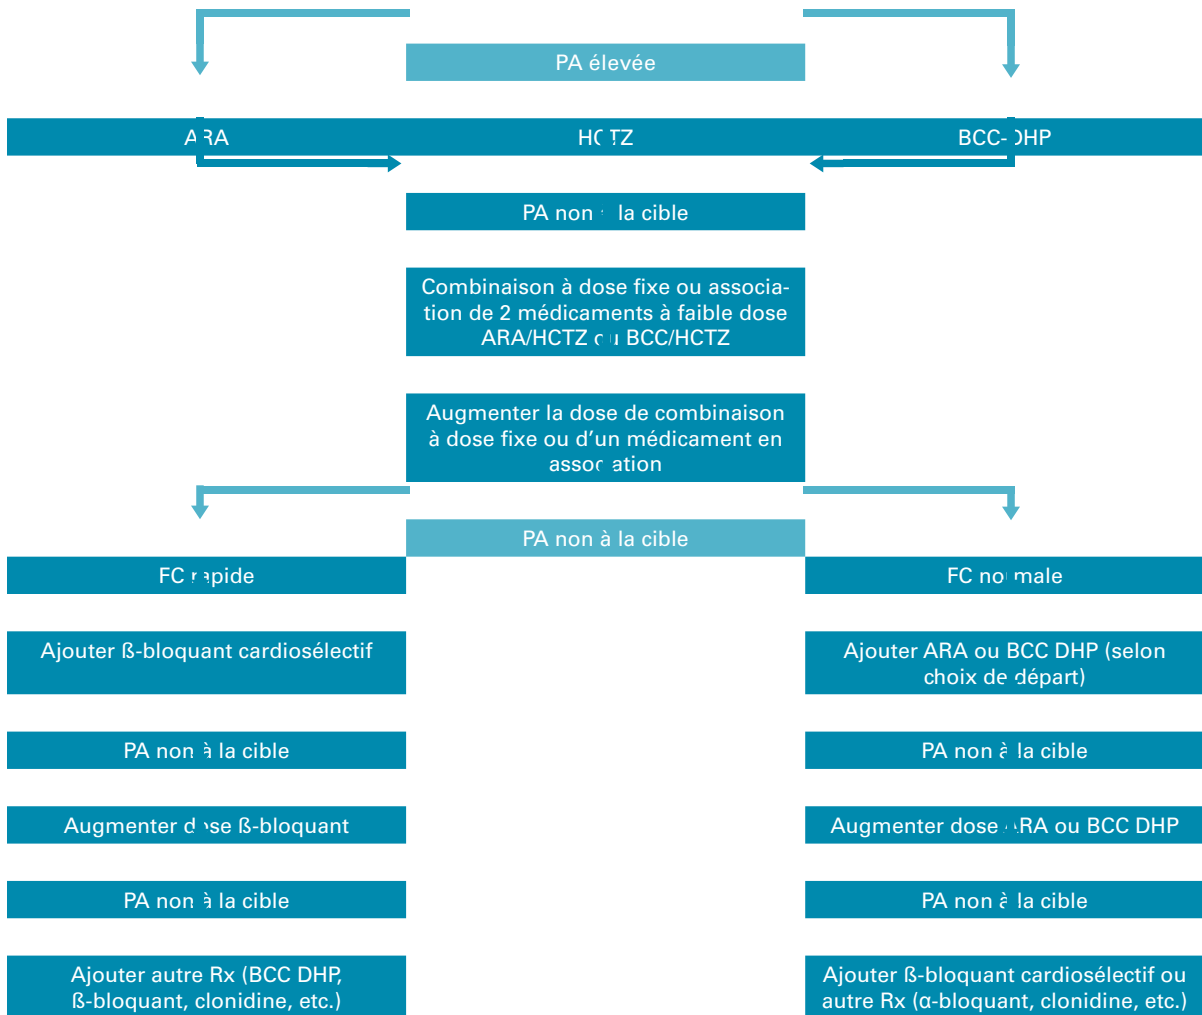 PA élevée
ARA
HCTZ
BCC-DHP
PA non à la cible
Combinaison à dose fixe ou associa-
tion de 2 médicaments à faible dose
ARA/HCTZ ou BCC/HCTZ
Augmenter la dose de combinaison
à dose fixe ou d'un médicament en
association
PA non à la cible
FC rapide
FC normale
Ajouter ß-bloquant cardiosélectif
Ajouter ARA ou BCC DHP (selon
choix de départ)
PA non à la cible
PA non à la cible
Augmenter dose ß-bloquant
Augmenter dose ARA ou BCC DHP
PA non à la cible
PA non à la cible
Ajouter autre Rx (BCC DHP,
ß-bloquant, clonidine, etc.)
Ajouter ß-bloquant cardiosélectif ou
autre Rx (α-bloquant, clonidine, etc.)